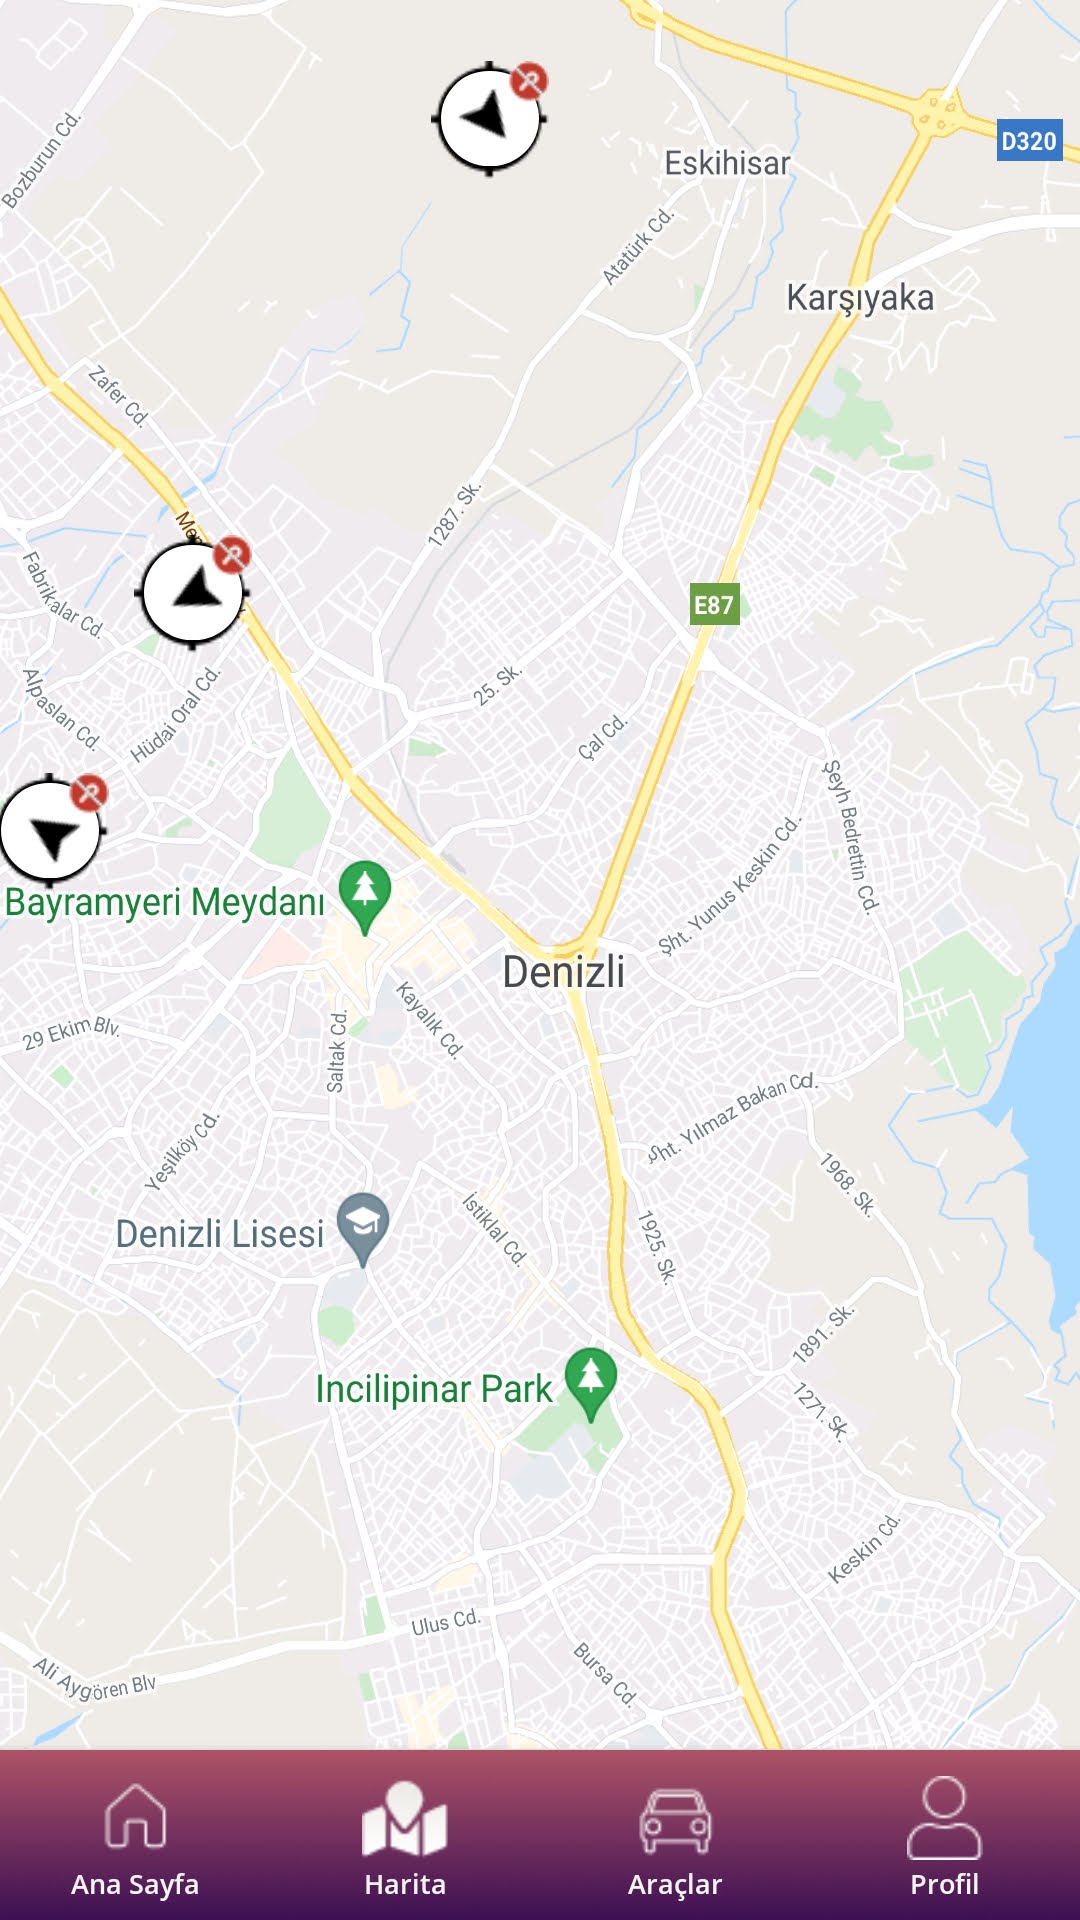 Bozburun Cd.
Eskihisar
D320
Atatürk Cd.
Karşıyaka
Zafer Cd.
1287. Sk.
Fabrikalar Cd.
E87
Alpaslan Cd.
Hüdai Oral Cd.
25. Sk.
Çal Cd.
Şeyh Bedrettin Cd.
Şht. Yunus Keskin Cd.
Bayramyeri Meydanı
Denizli
Kayalık Cd.
29 Ekim Blv.
Saltak Cd.
Şht. Yılmaz Bakan Cd.
Yeşilköy Cd.
1968. Sk.
Denizli Lisesi
İstiklal Cd.
1925. Sk.
1891. Sk.
Incilipinar Park
1271. Sk.
Keskin Cd.
Ulus Cd.
Bursa Cd.
Ali Aygören Blv
Ana Sayfa
Harita
Araçlar
Profil